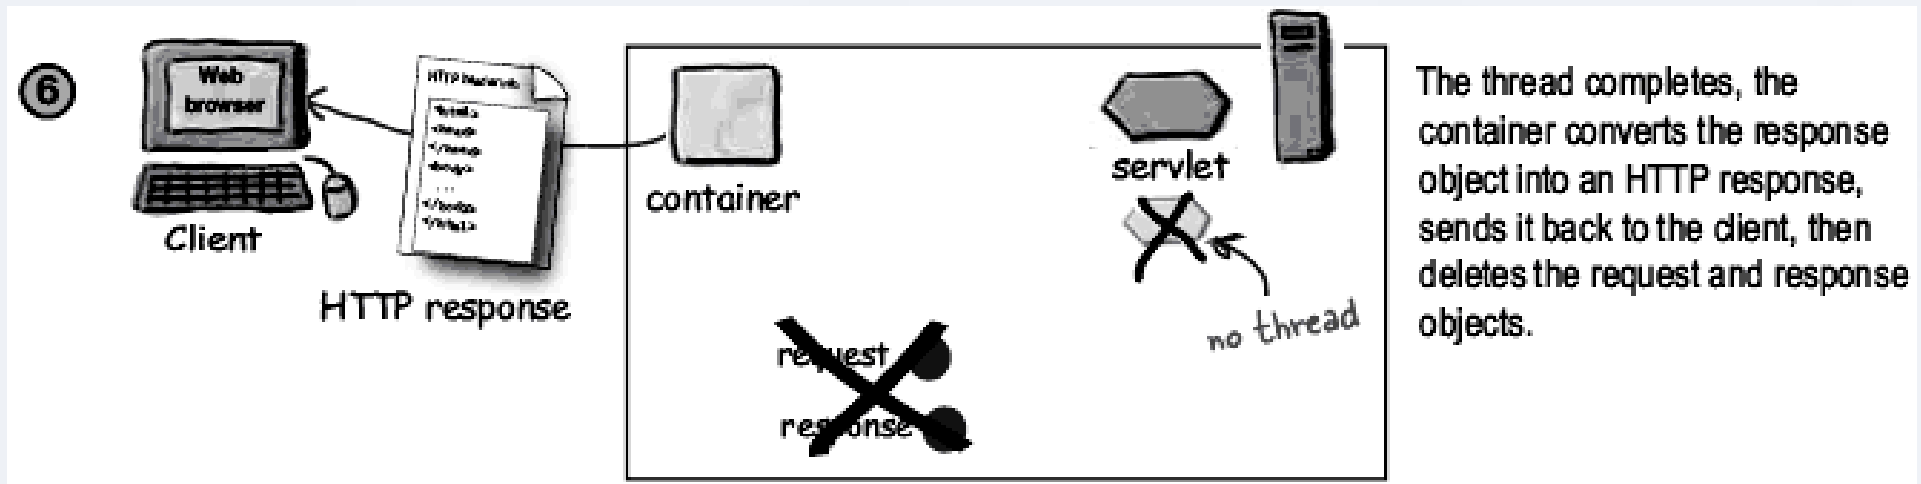 6
Web
browser
Client
HTTP response
container
request
response
servlet
no thread
The thread completes, the
container converts the response
object into an HTTP response,
sends it back to the client, then
deletes the request and response
objects.